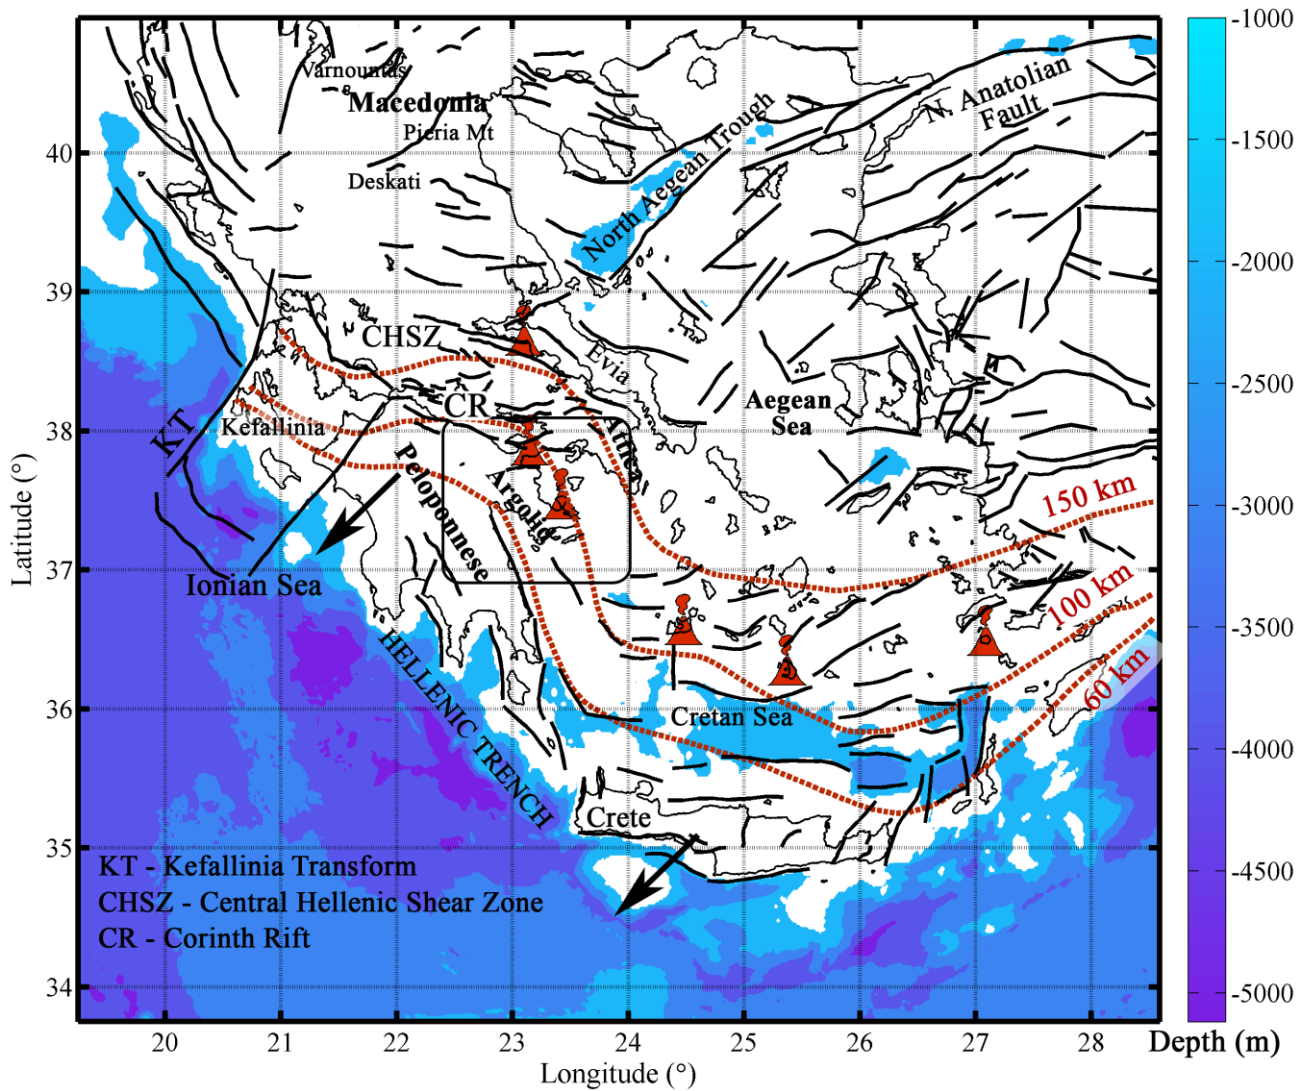 Varnountas
Macedonia
Pieria Mt
Deskati
North Aegean Trough
N. Anatolian
Fault
CHSZ
Evia
CR
KT
Kefallinia
Attica
Aegean
Sea
Peloponnese
Argolid
Ionian Sea
150 km
100 km
60 km
HELLENIC TRENCH
Cretan Sea
Crete
KT - Kefallinia Transform
CHSZ - Central Hellenic Shear Zone
CR - Corinth Rift
40
39
38
37
36
35
34
Latitude (°)
20 21 22 23 24 25 26 27 28
Longitude (°)
-1000
-1500
-2000
-2500
-3000
-3500
-4000
-4500
-5000
Depth (m)